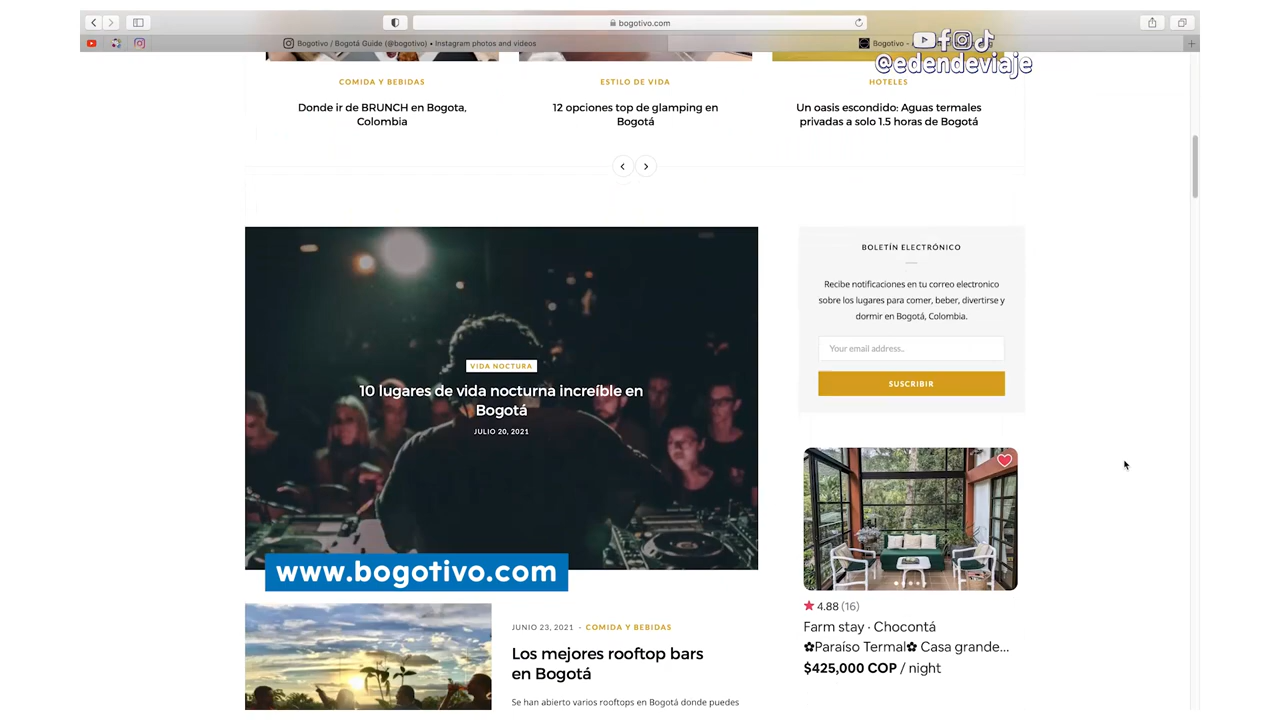 bogotivo.com
Bogotivo / Bogotá Guide (@bogotivo) • Instagram photos and videos
Bogotivo -
@edendeviaje
COMIDA Y BEBIDAS
Donde ir de BRUNCH en Bogota,
Colombia
ESTILO DE VIDA
12 opciones top de glamping en
Bogotá
HOTELES
Un oasis escondido: Aguas termales
privadas a solo 1.5 horas de Bogotá
VIDA NOCTURA
10 lugares de vida nocturna increíble en
Bogotá
JULIO 20, 2021
www.bogotivo.com
JUNIO 23, 2021 - COMIDA Y BEBIDAS
Los mejores rooftop bars
en Bogotá
Se han abierto varios rooftops en Bogotá donde puedes
BOLETÍN ELECTRÓNICO
Recibe notificaciones en tu correo electronico
sobre los lugares para comer, beber, divertirse y
dormir en Bogotá, Colombia.
Your email address..
SUSCRIBIR
4.88 (16)
Farm stay · Chocontá
✿Paraíso Termal✿ Casa grande...
$425,000 COP / night